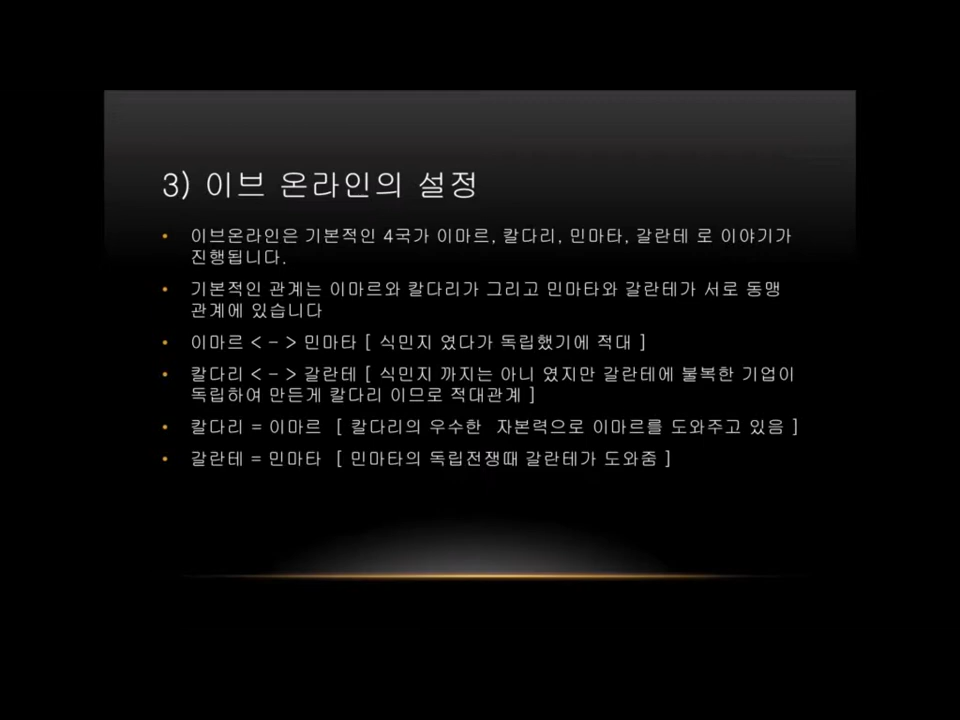 3) 이브 온라인의 설정
• 이브온라인은 기본적인 4국가 이마르, 칼다리, 민마타, 갈란테 로 이야기가
진행됩니다.
• 기본적인 관계는 이마르와 칼다리가 그리고 민마타와 갈란테가 서로 동맹
관계에 있습니다
• 이마르 < - > 민마타 [ 식민지 였다가 독립했기에 적대 ]
• 칼다리 < - > 갈란테 [ 식민지 까지는 아니 였지만 갈란테에 불복한 기업이
독립하여 만든게 칼다리 이므로 적대관계 ]
• 칼다리 = 이마르 [ 칼다리의 우수한 자본력으로 이마르를 도와주고 있음 ]
• 갈란테 = 민마타 [ 민마타의 독립전쟁때 갈란테가 도와줌 ]